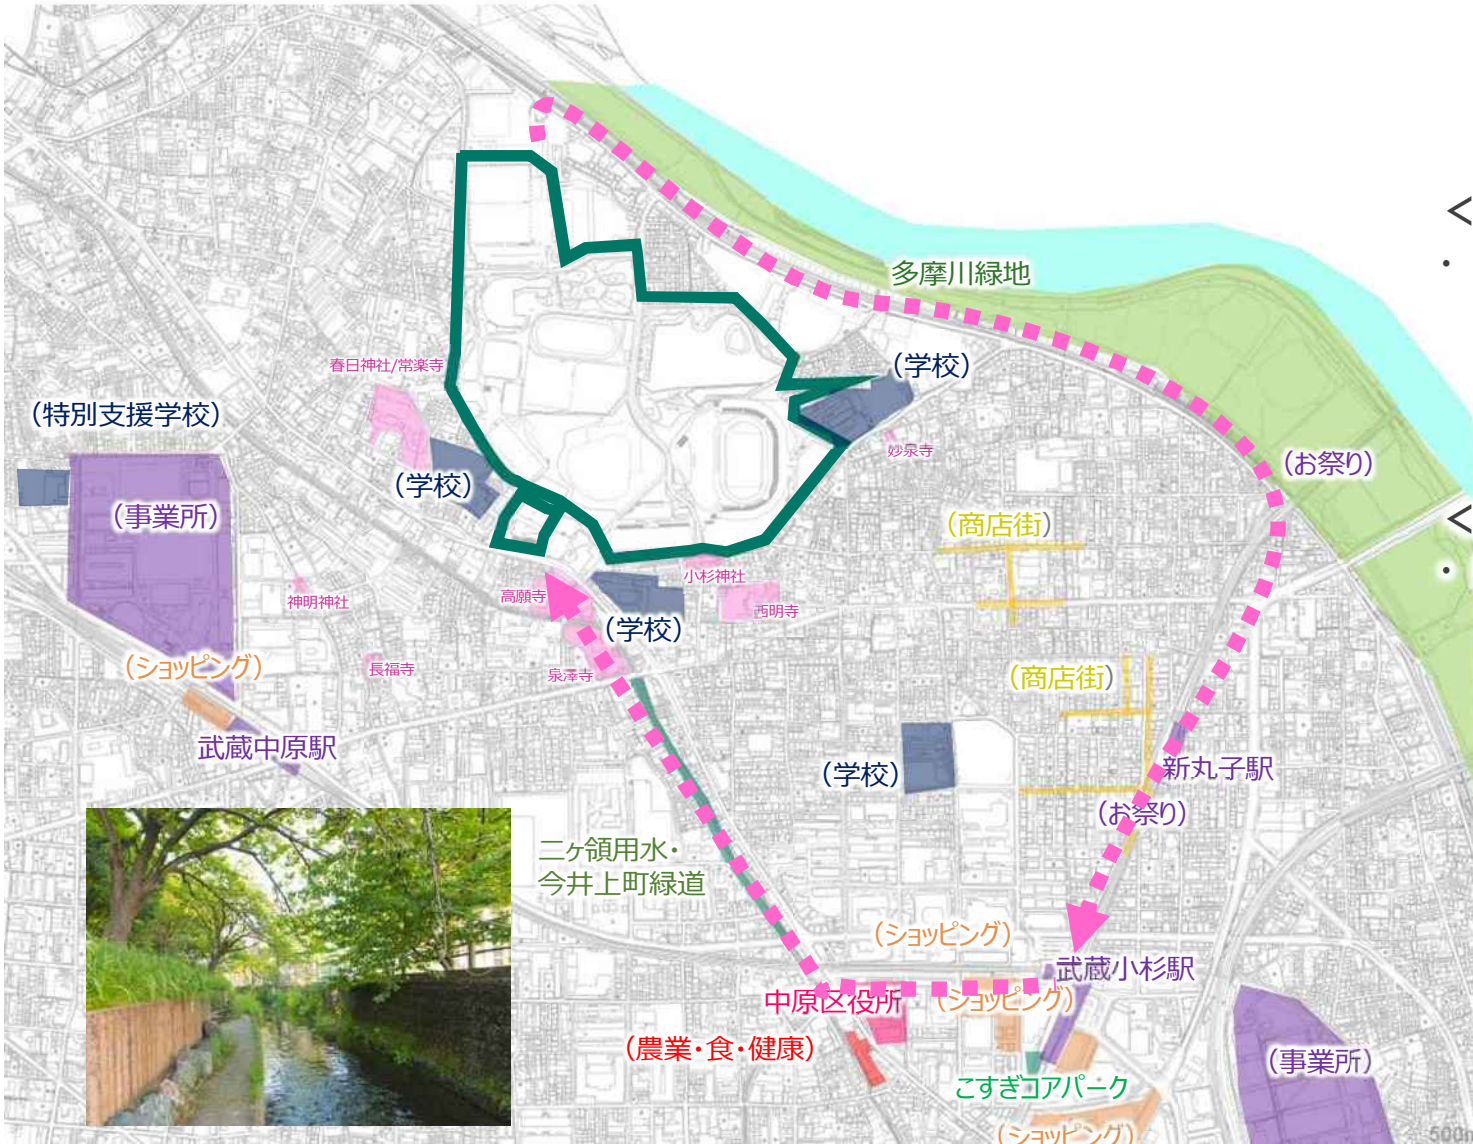 <
・
多摩川緑地
春日神社/常楽寺
（学校）
（特別支援学校）
妙泉寺
（お祭り）
（学校）
（事業所）
（商店街）
<
・
小杉神社
高願寺
神明神社
西明寺
（学校）
（ショッピング）
長福寺
泉澤寺
（商店街）
武蔵中原駅
（学校）
新丸子駅
（お祭り）
二ヶ領用水・
今井上町緑道
（ショッピング）
武蔵小杉駅
中原区役所
（ショッピング）
（農業・食・健康）
（事業所）
こすぎコアパーク
（ショッピング）